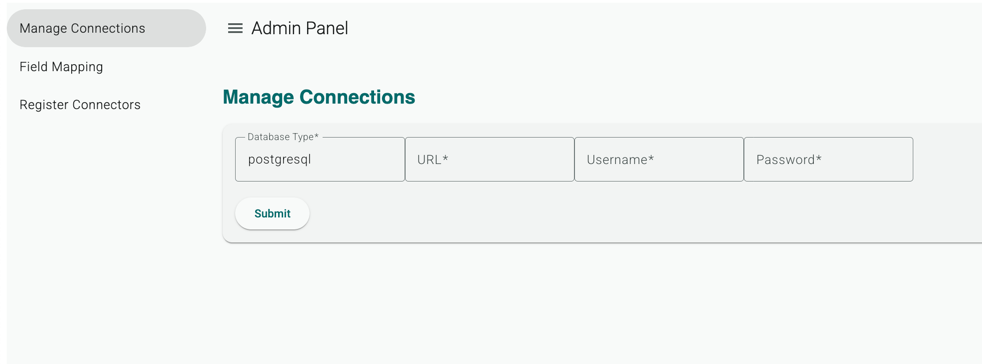 Manage Connections
Admin Panel
Field Mapping
Register Connectors
Manage Connections
Database Type*
postgresql
URL*
Username*
Password*
Submit